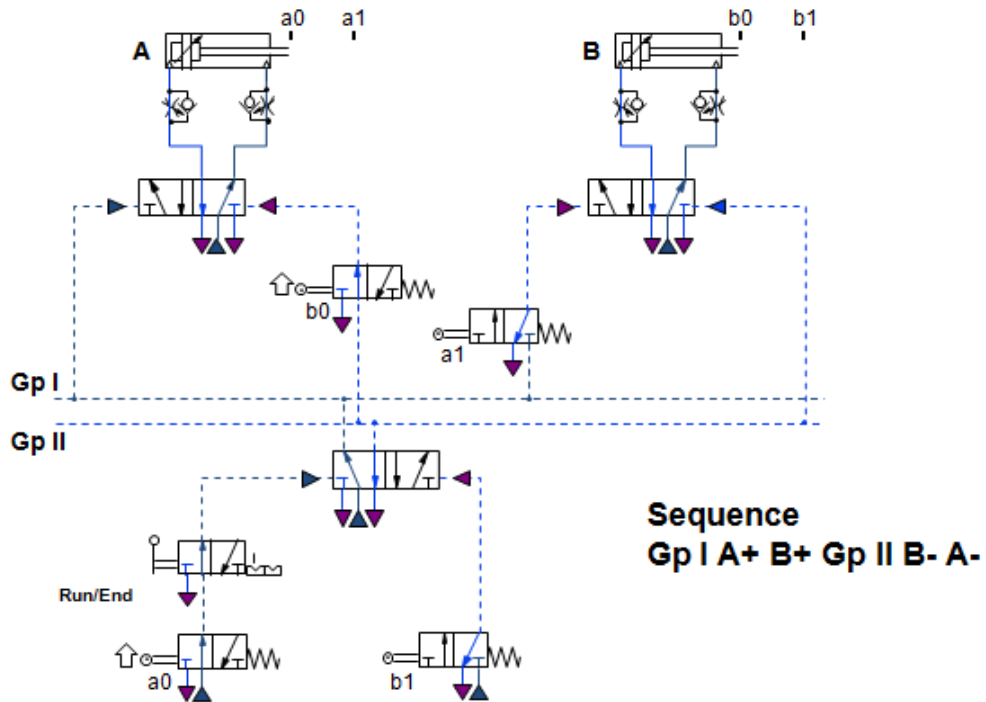 a0 a1 b0 b1
A B
b0
a1
Gp I
Gp II
Sequence
Gp I A+ B+ Gp II B- A-
Run/End
a0 b1